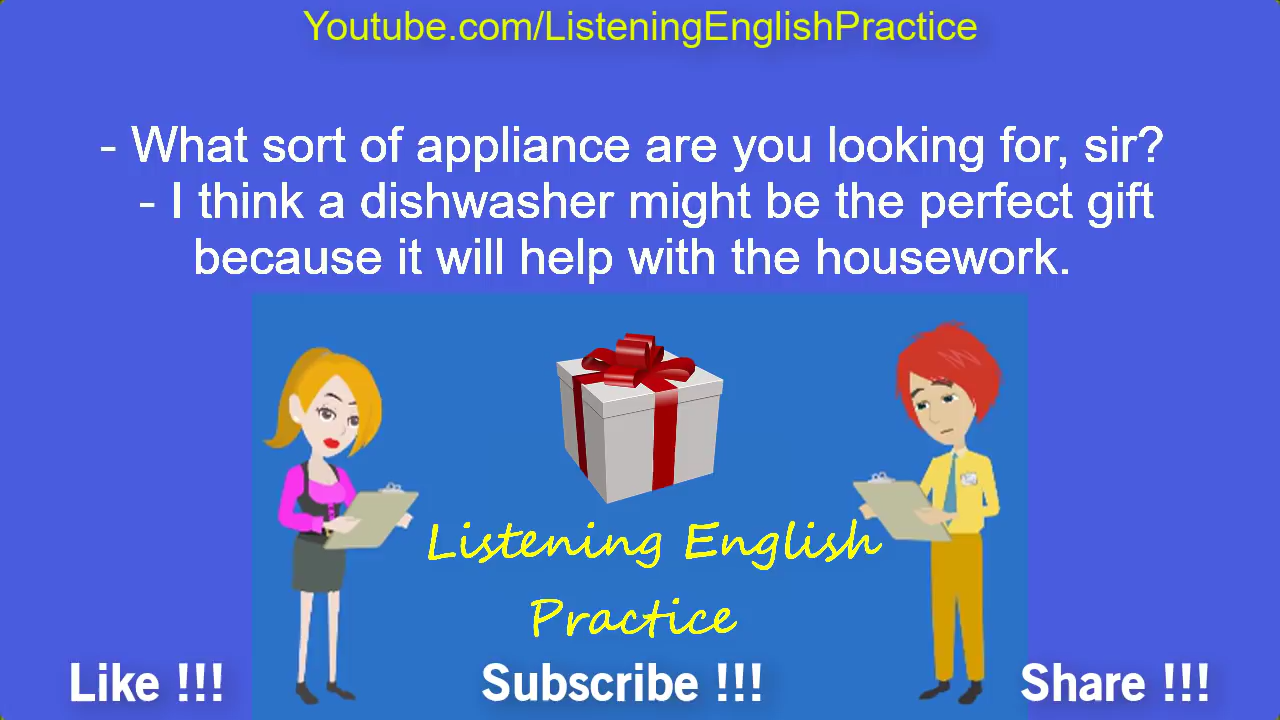 Youtube.com/ListeningEnglishPractice
- What sort of appliance are you looking for, sir?
- I think a dishwasher might be the perfect gift
because it will help with the housework.
Listening English
Practice
Like !!!
Subscribe !!!
Share !!!